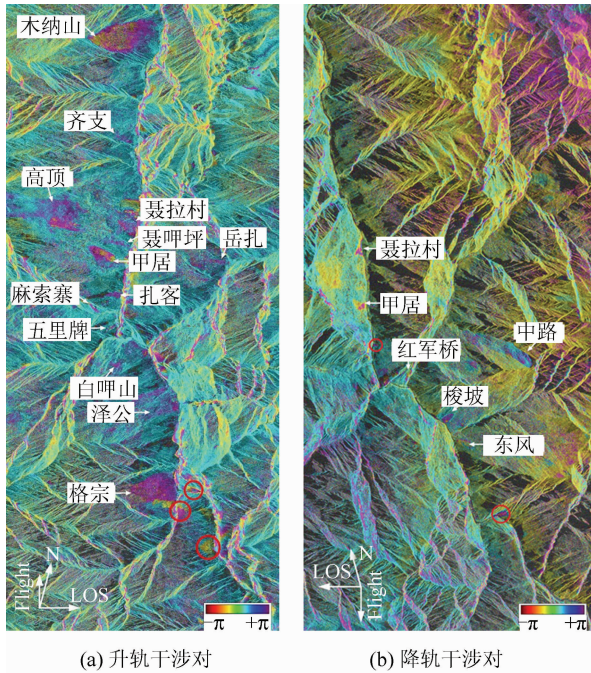 木纳山
齐支
高顶
聂拉村
聂呷坪
岳扎
甲居
麻索寨
扎客
五里牌
白呷山
泽公
格宗
N
Flight
LOS
-π +π
(a) 升轨干涉对
聂拉村
甲居
中路
红军桥
梭坡
东风
N
LOS
Flight
-π +π
(b) 降轨干涉对